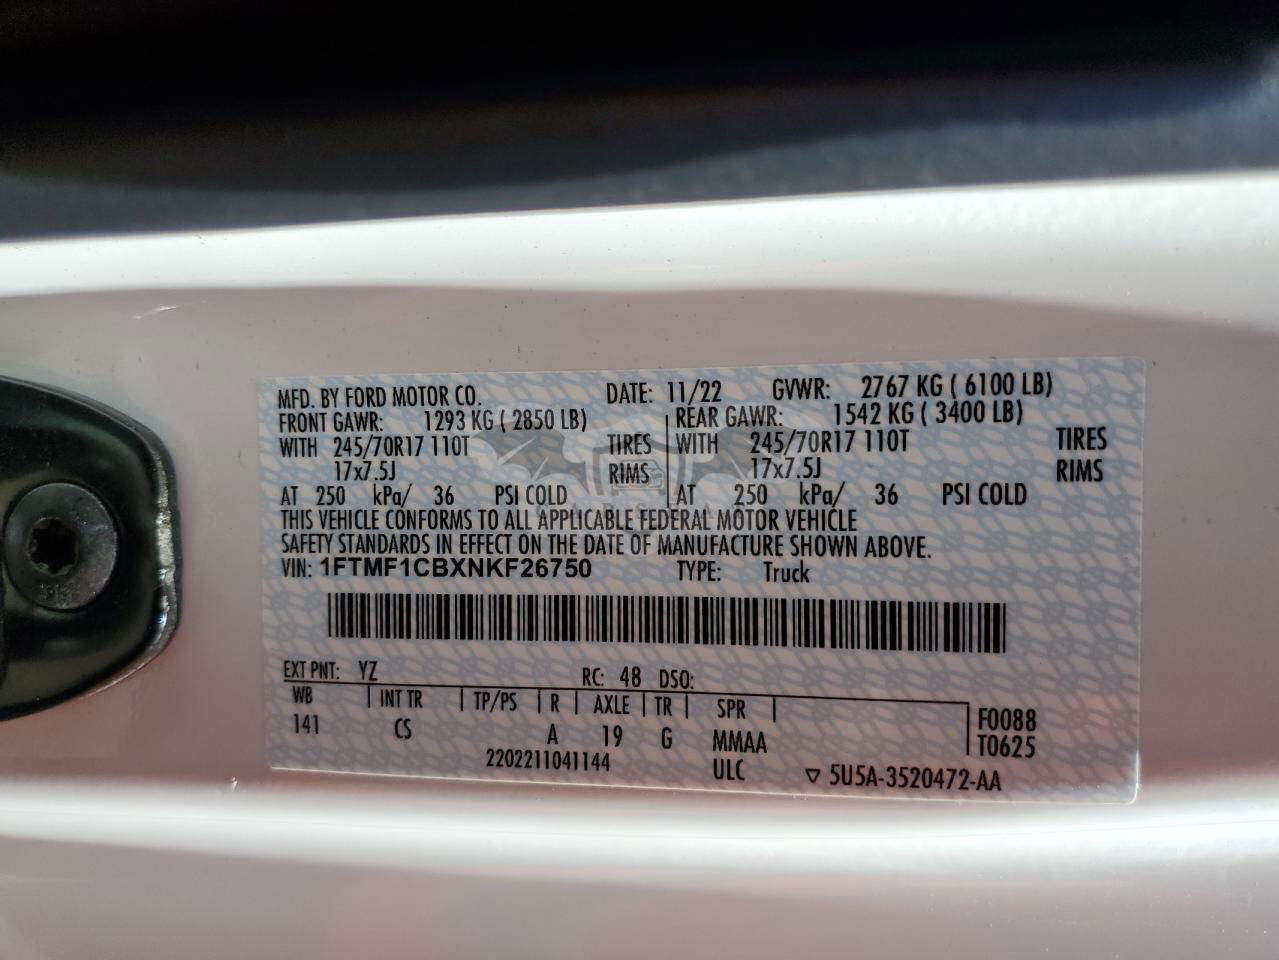 MFD. BY FORD MOTOR CO. DATE: 11/22 GVWR: 2767 KG ( 6100 LB)
FRONT GAWR: 1293 KG ( 2850 LB) REAR GAWR: 1542 KG ( 3400 LB)
WITH 245/70R17 110T TIRES WITH 245/70R17 110T TIRES
17x7.5J RIMS 17x7.5J RIMS
AT 250 kPa/ 36 PSI COLD AT 250 kPa/ 36 PSI COLD
THIS VEHICLE CONFORMS TO ALL APPLICABLE FEDERAL MOTOR VEHICLE
SAFETY STANDARDS IN EFFECT ON THE DATE OF MANUFACTURE SHOWN ABOVE.
VIN: 1FTMF1CBXNKF26750 TYPE: Truck
EXT PNT: YZ RC: 48 DSO:
WB INT TR TP/PS R AXLE TR SPR F0088
141 CS A 19 G MMAA T0625
2202211041144 ULC 5U5A-3520472-AA